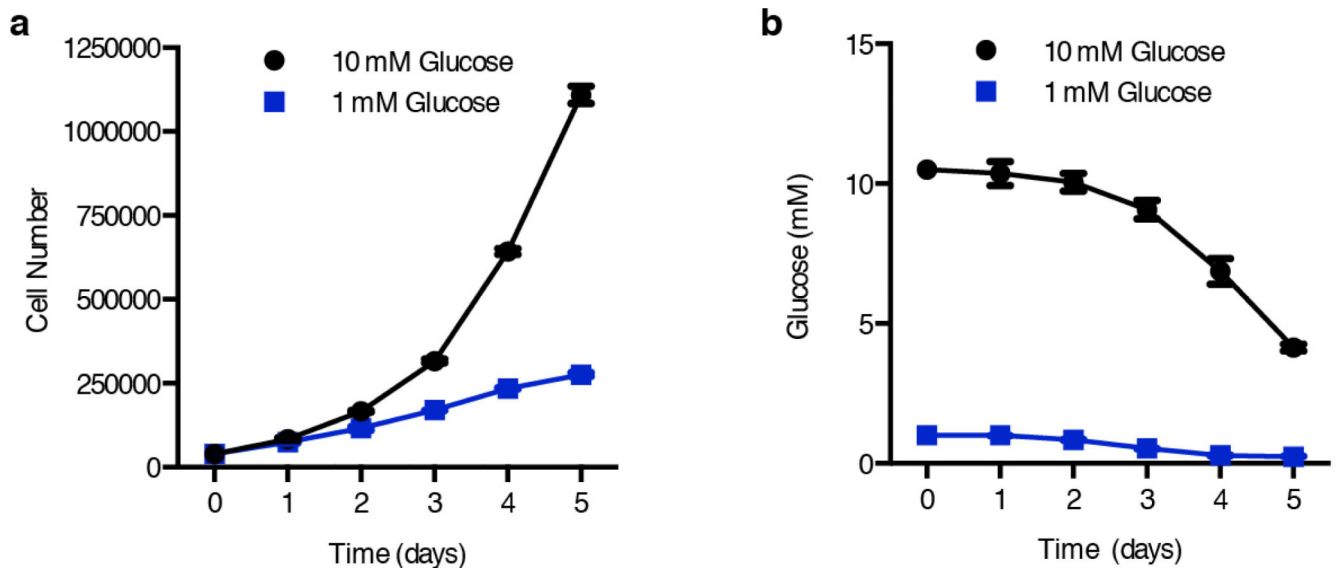 a
10 mM Glucose
1 mM Glucose
1250000
1000000
750000
500000
250000
0
Cell Number
0 1 2 3 4 5
Time (days)
b
10 mM Glucose
1 mM Glucose
15
10
5
0
Glucose (mM)
0 1 2 3 4 5
Time (days)